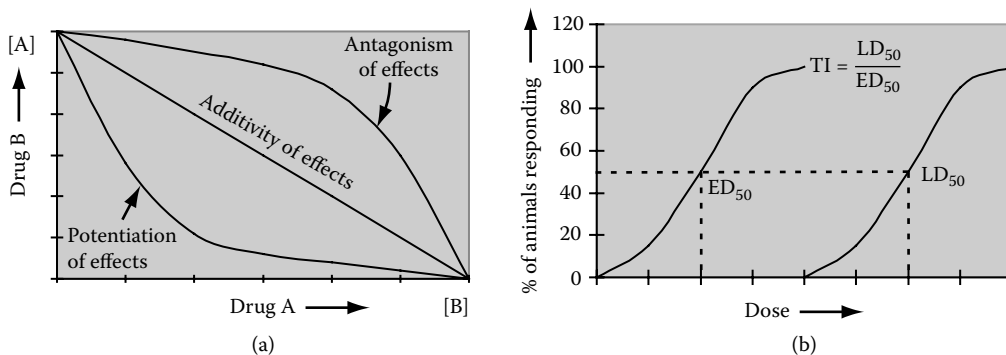 [A]
Drug B
Antagonism
of effects
Additivity of effects
Potentiation
of effects
Drug A
[B]
(a)
% of animals responding
120
100
80
60
40
20
0
TI = LD50
ED50
ED50
LD50
Dose
(b)